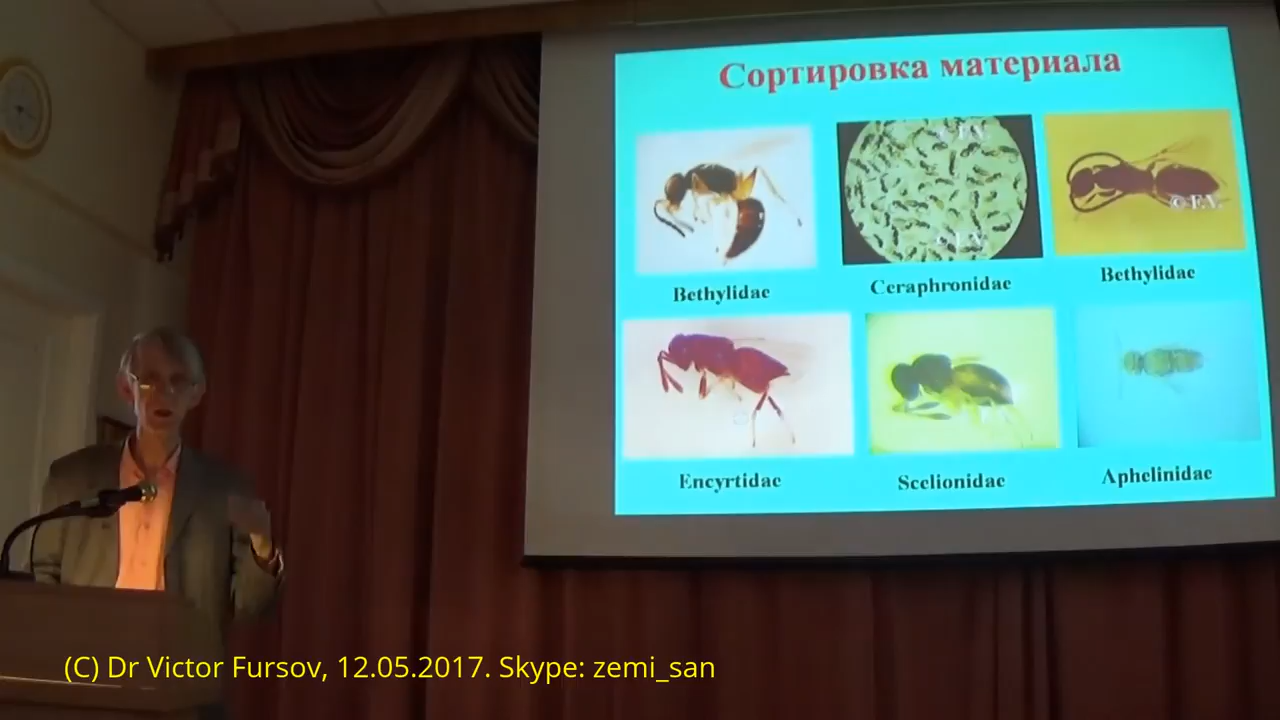 Сортировка материала
© F.V.
Bethylidae
Ceraphronidae
Bethylidae
Encyrtidae
Scelionidae
Aphelinidae
(C) Dr Victor Fursov, 12.05.2017. Skype: zemi_san